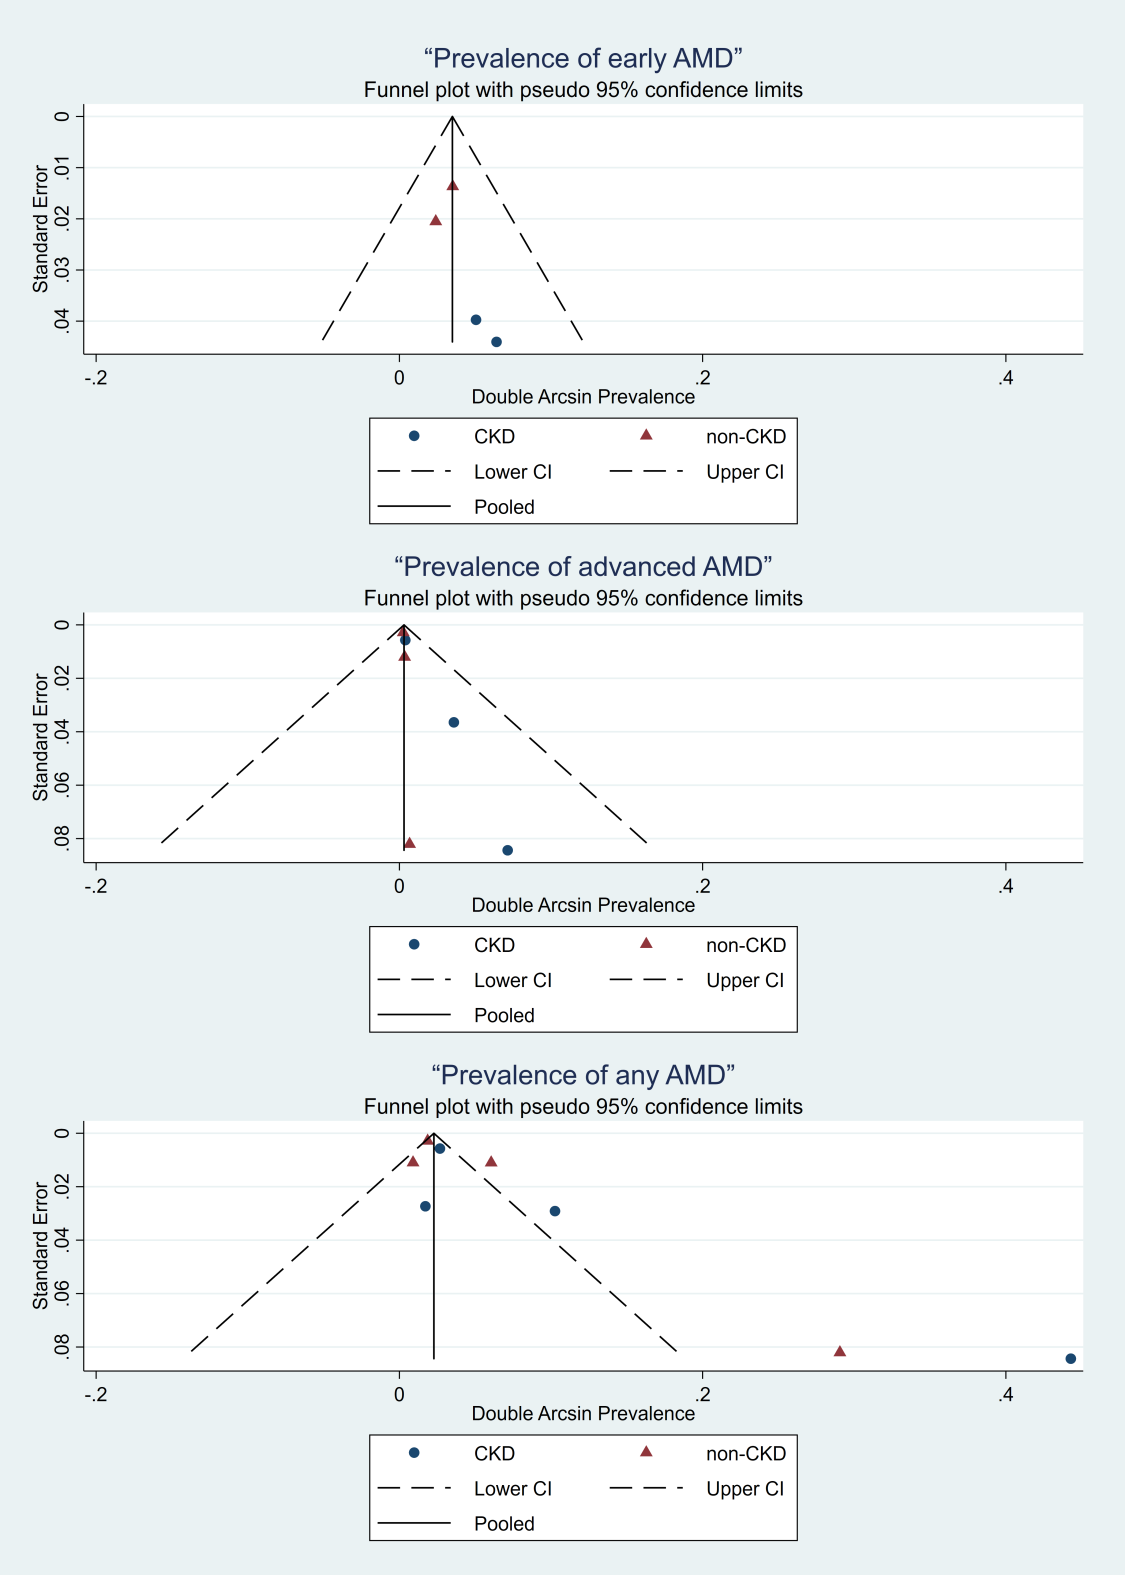 “Prevalence of early AMD”
Funnel plot with pseudo 95% confidence limits
Standard Error
0
.01
.02
.03
.04
-.2 0 .2 .4
Double Arcsin Prevalence
CKD non-CKD
Lower CI Upper CI
Pooled
“Prevalence of advanced AMD”
Funnel plot with pseudo 95% confidence limits
Standard Error
0
.02
.04
.06
.08
-.2 0 .2 .4
Double Arcsin Prevalence
CKD non-CKD
Lower CI Upper CI
Pooled
“Prevalence of any AMD”
Funnel plot with pseudo 95% confidence limits
Standard Error
0
.02
.04
.06
.08
-.2 0 .2 .4
Double Arcsin Prevalence
CKD non-CKD
Lower CI Upper CI
Pooled